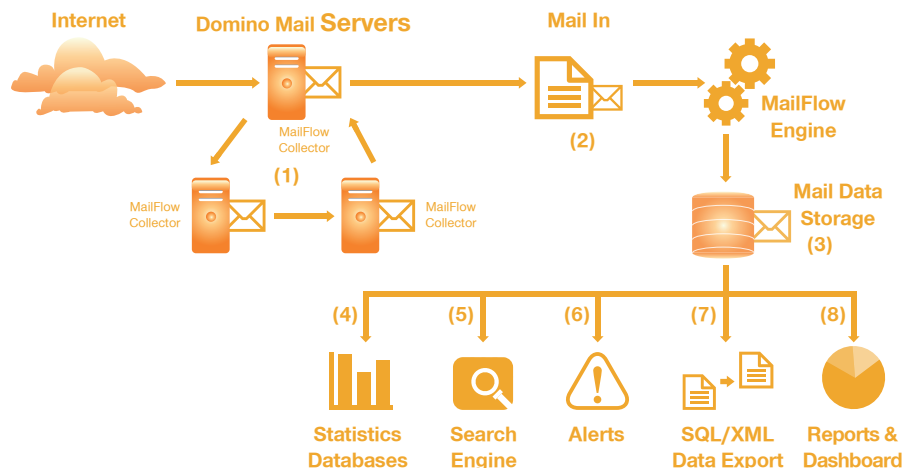 Internet
Domino Mail Servers
Mail In
MailFlow
Engine
MailFlow
Collector
(1)
(2)
MailFlow
Collector
MailFlow
Collector
Mail Data
Storage
(3)
(4)
(5)
(6)
(7)
(8)
Statistics
Databases
Search
Engine
Alerts
SQL/XML
Data Export
Reports &
Dashboard